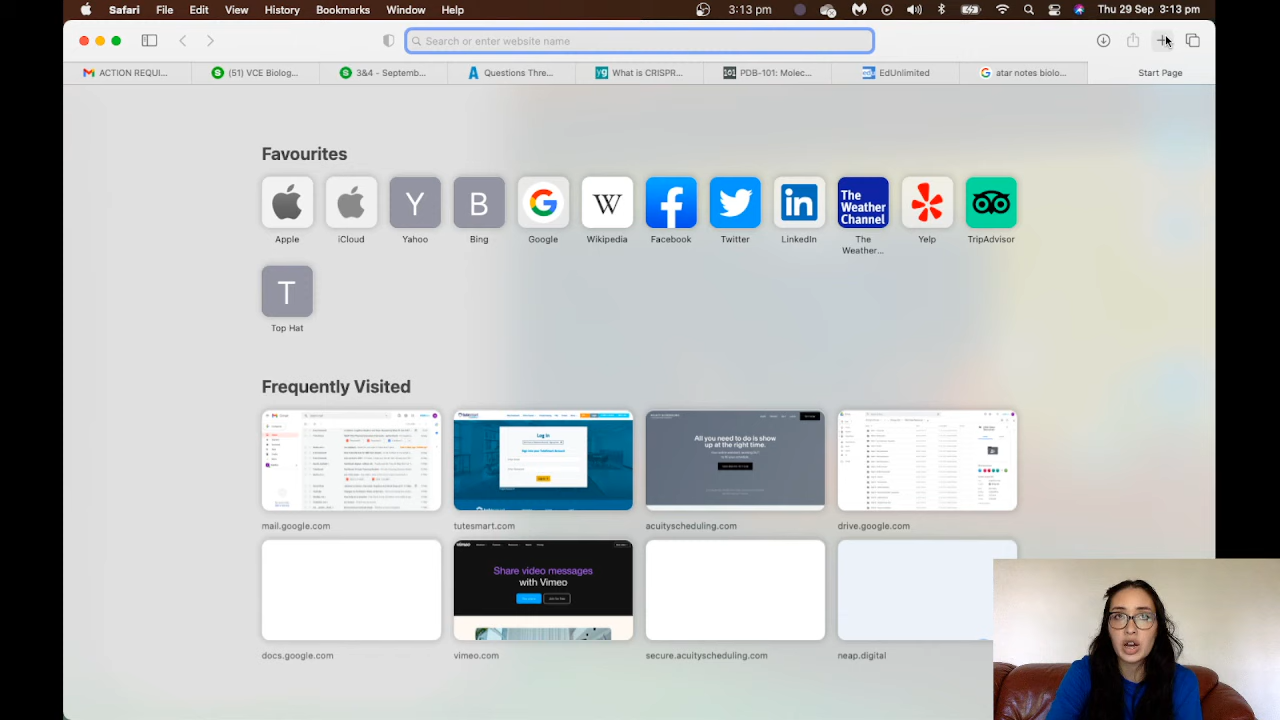 Safari File Edit View History Bookmarks Window Help 3:13 pm Thu 29 Sep 3:13 pm
Search or enter website name
ACTION REQUI... (51) VCE Biolog... 3&4 - Septemb... Questions Thre... What is CRISPR... PDB-101: Molec... EdUnlimited atar notes biolo... Start Page
Favourites
Y B W The Weather Channel
Apple iCloud Yahoo Bing Google Wikipedia Facebook Twitter LinkedIn The Weather... Yelp TripAdvisor
T
Top Hat
Frequently Visited
Log in
All you need to do is show
up at the right time.
mail.google.com tutesmart.com acuityscheduling.com drive.google.com
Share video messages
with Vimeo
docs.google.com vimeo.com secure.acuityscheduling.com neap.digital